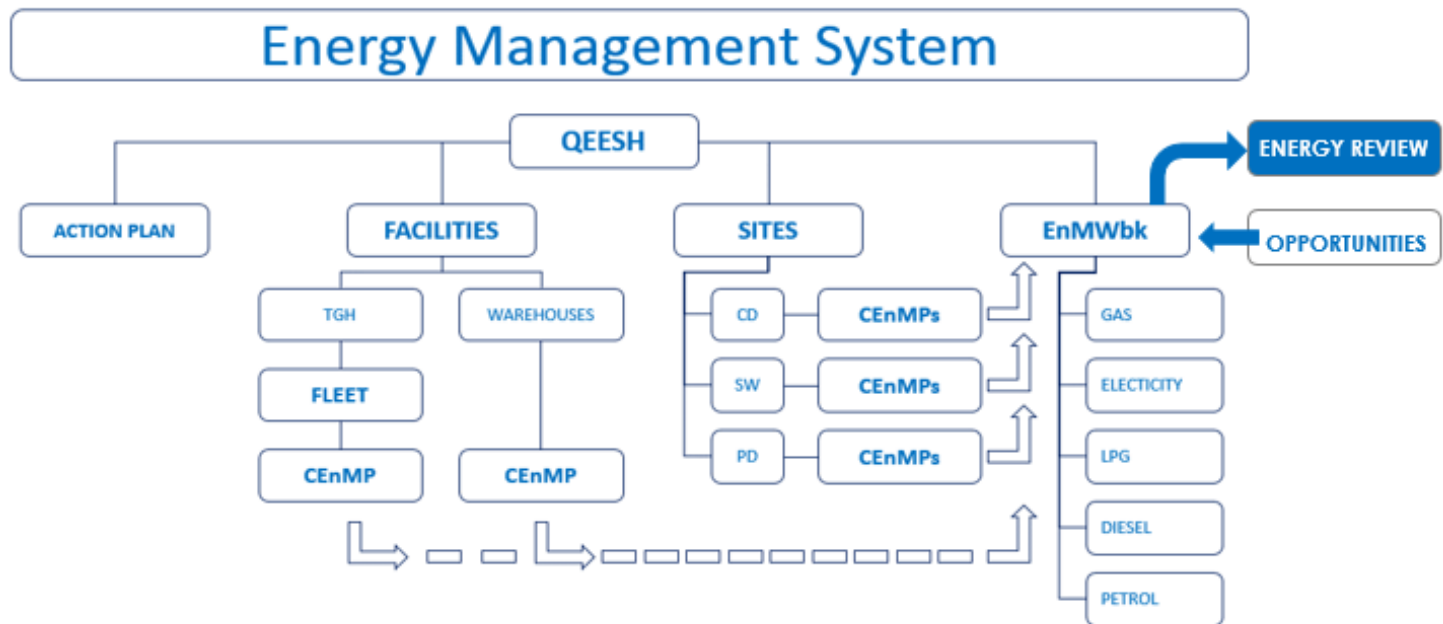 Energy Management System
QEESH
ENERGY REVIEW
ACTION PLAN
FACILITIES
SITES
EnMWbk
OPPORTUNITIES
TGH
WAREHOUSES
CD
CEnMPs
GAS
FLEET
SW
CEnMPs
ELECTICITY
CEnMP
CEnMP
PD
CEnMPs
LPG
DIESEL
PETROL